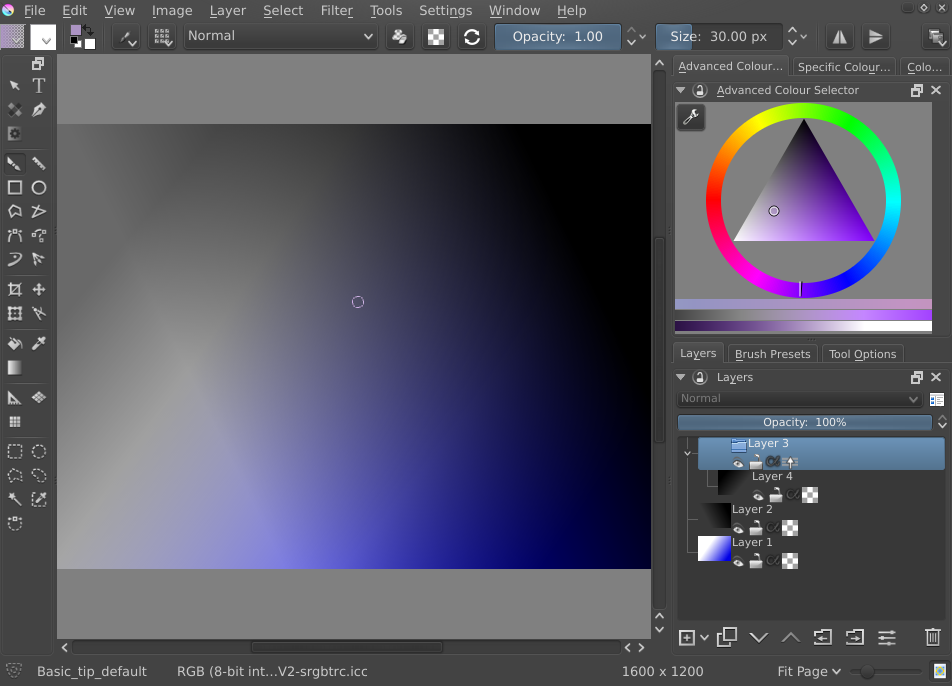 File Edit View Image Layer Select Filter Tools Settings Window Help
Normal Opacity: 1.00 Size: 30.00 px
Advanced Colour... Specific Colour... Colo...
Advanced Colour Selector
Layers Brush Presets Tool Options
Layers
Normal
Opacity: 100%
Layer 3
Layer 4
Layer 2
Layer 1
Basic_tip_default RGB (8-bit int...V2-srgbtrc.icc 1600 x 1200 Fit Page